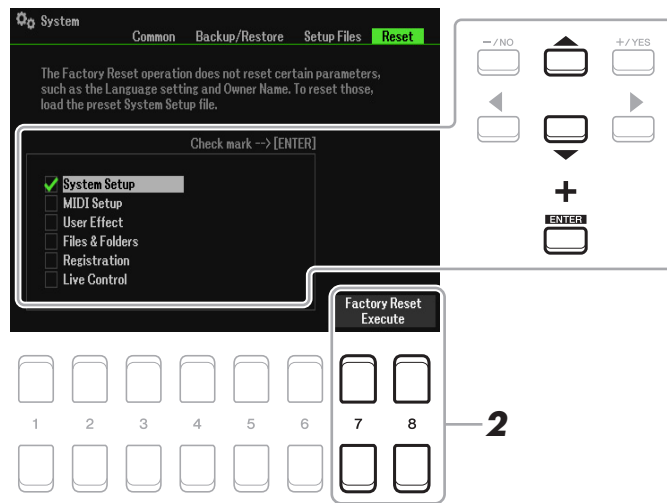 System
Common Backup/Restore Setup Files Reset
The Factory Reset operation does not reset certain parameters,
such as the Language setting and Owner Name. To reset those,
load the preset System Setup file.
Check mark --> [ENTER]
System Setup
MIDI Setup
User Effect
Files & Folders
Registration
Live Control
Factory Reset
Execute
−/NO +/YES
+
ENTER
1 2 3 4 5 6 7 8
2